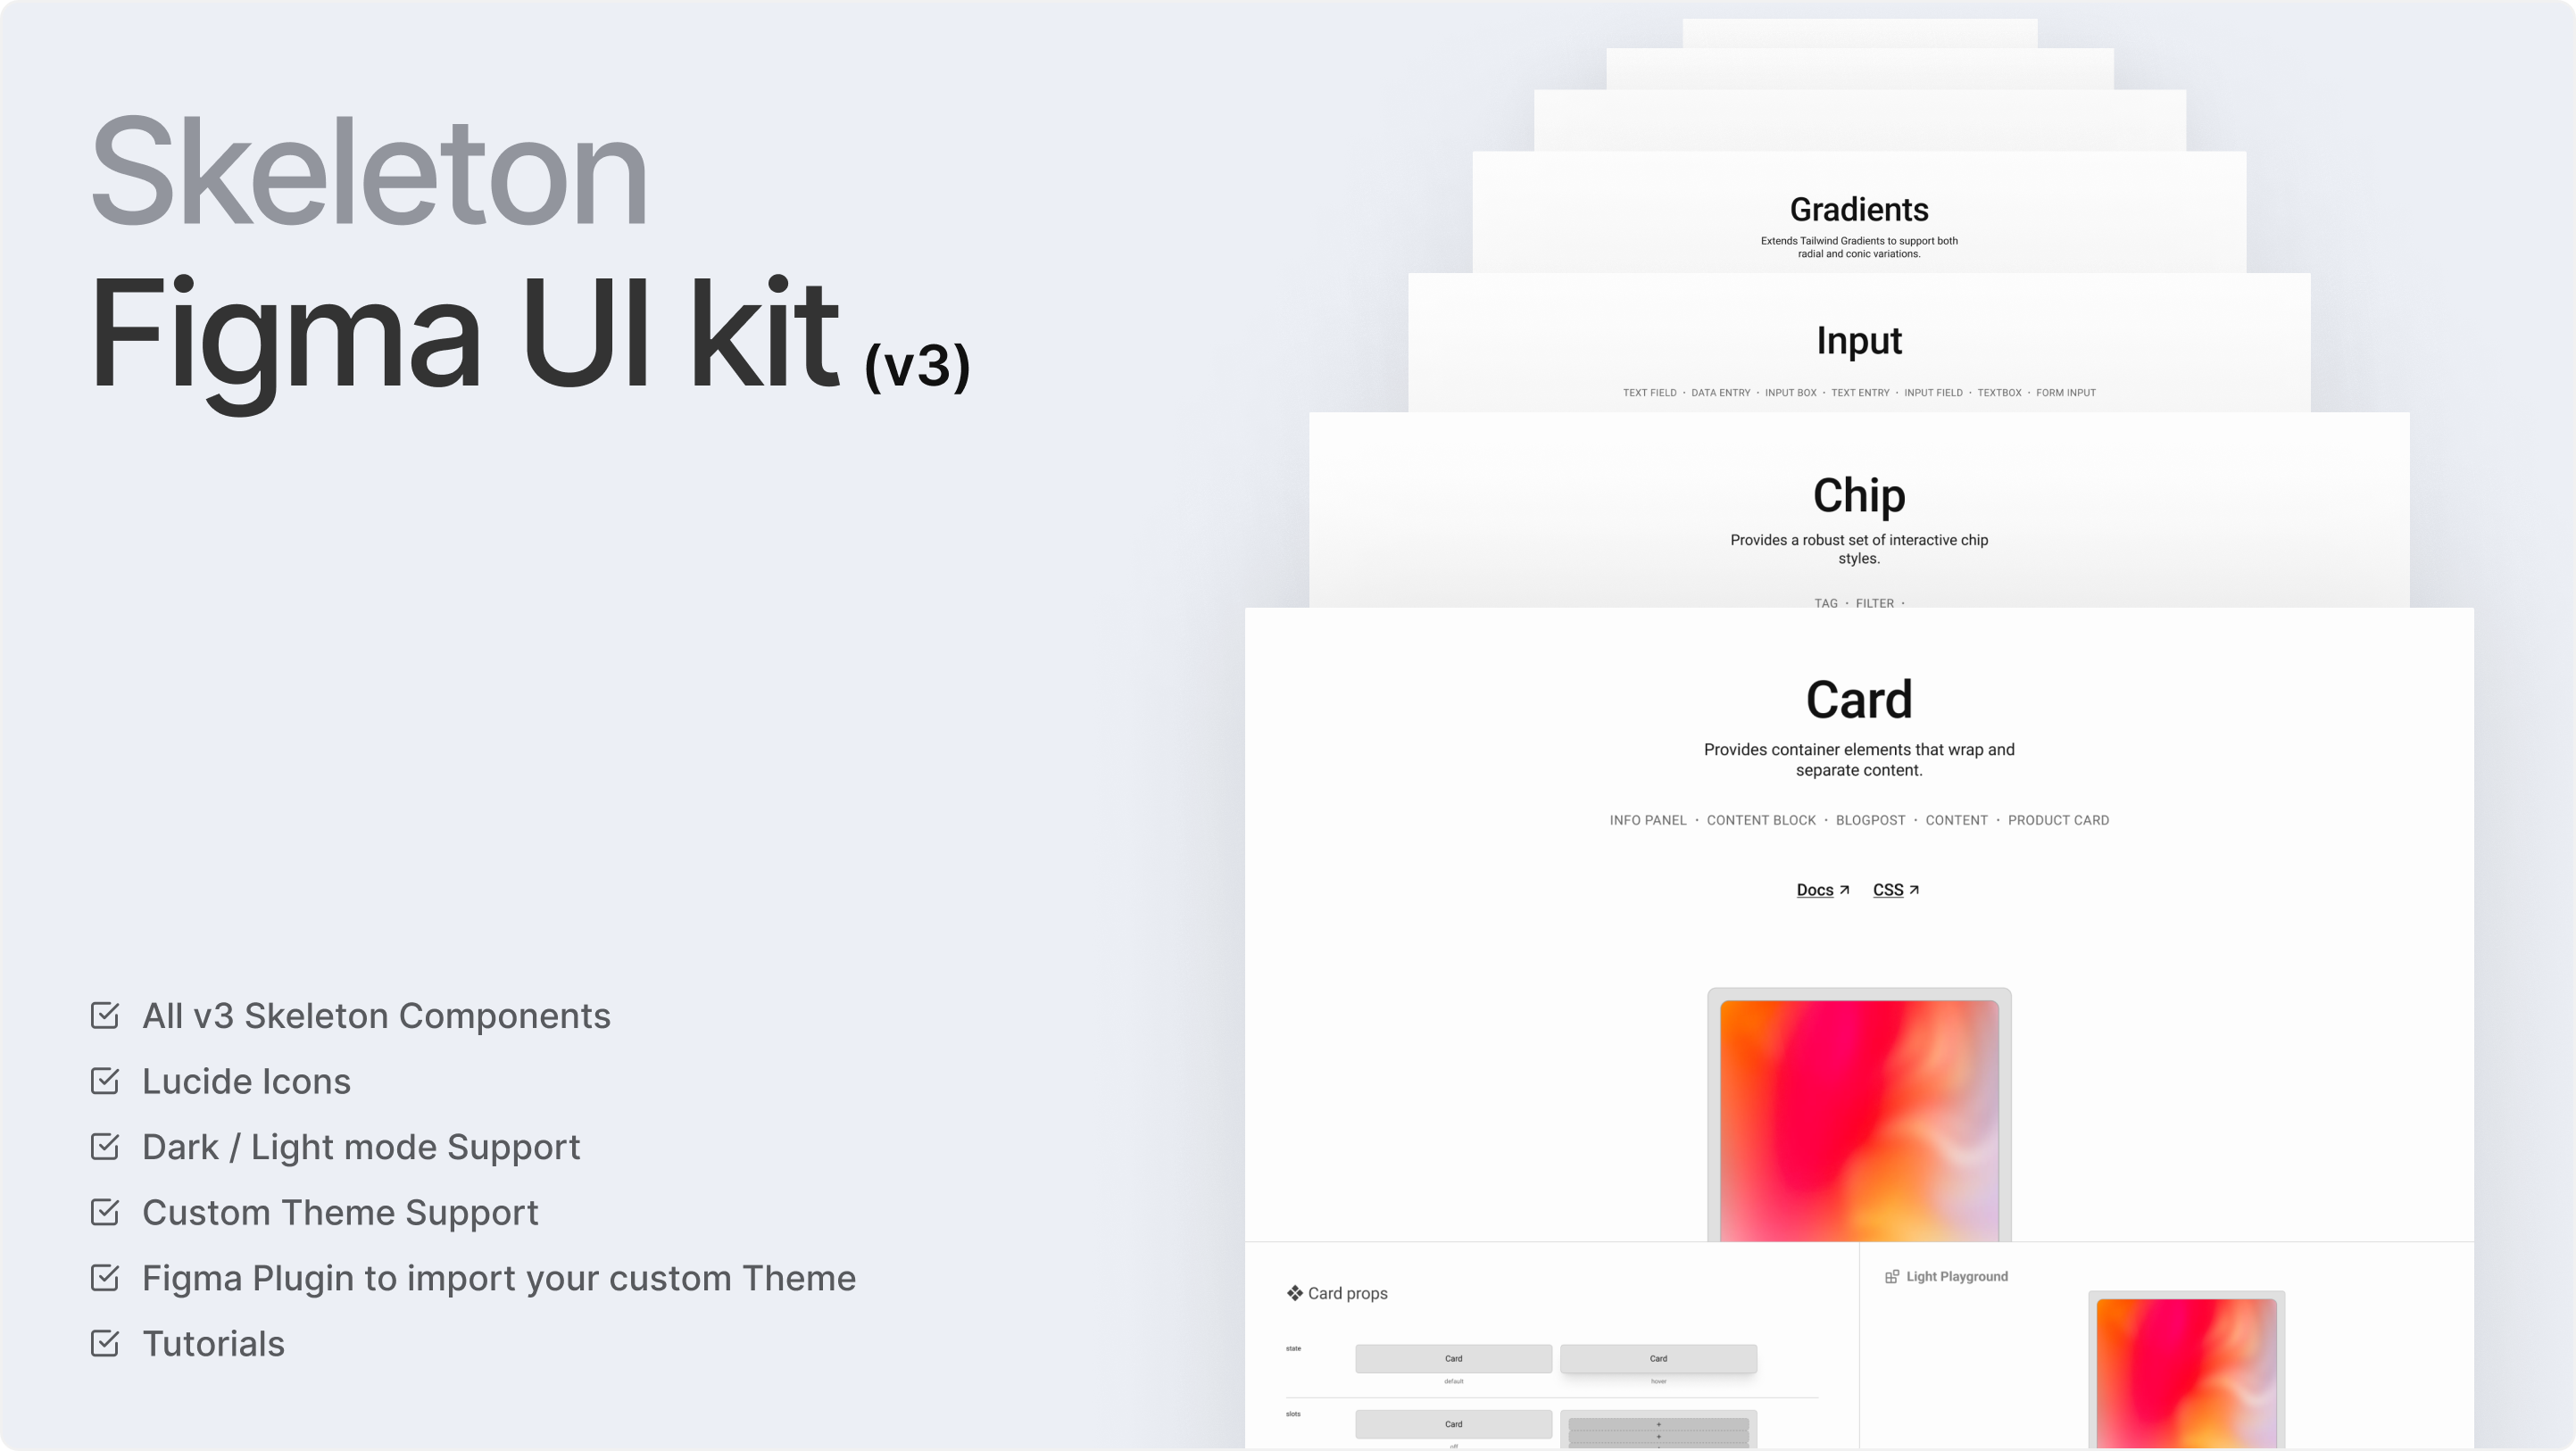 Skeleton
Figma UI kit (v3)
All v3 Skeleton Components
Lucide Icons
Dark / Light mode Support
Custom Theme Support
Figma Plugin to import your custom Theme
Tutorials
Gradients
Extends Tailwind Gradients to support both
radial and conic variations.
Input
TEXT FIELD · DATA ENTRY · INPUT BOX · TEXT ENTRY · INPUT FIELD · TEXTBOX · FORM INPUT
Chip
Provides a robust set of interactive chip
styles.
TAG · FILTER ·
Card
Provides container elements that wrap and
separate content.
INFO PANEL · CONTENT BLOCK · BLOGPOST · CONTENT · PRODUCT CARD
Docs CSS
Card props
state
Card Card
default hover
slots
Card
Light Playground